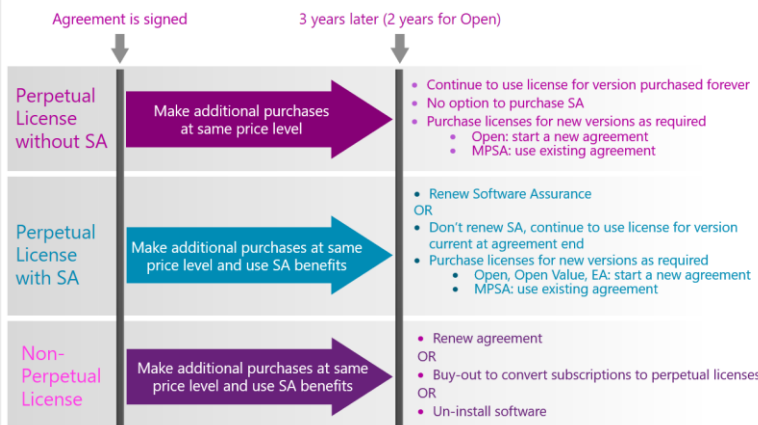 Agreement is signed
3 years later (2 years for Open)
Perpetual
License
without SA
Make additional purchases
at same price level
• Continue to use license for version purchased forever
• No option to purchase SA
• Purchase licenses for new versions as required
• Open: start a new agreement
• MPSA: use existing agreement
Perpetual
License
with SA
Make additional purchases at same
price level and use SA benefits
• Renew Software Assurance
OR
• Don't renew SA, continue to use license for version
current at agreement end
• Purchase licenses for new versions as required
• Open, Open Value, EA: start a new agreement
• MPSA: use existing agreement
Non-
Perpetual
License
Make additional purchases at same
price level and use SA benefits
• Renew agreement
OR
• Buy-out to convert subscriptions to perpetual licenses
OR
• Un-install software